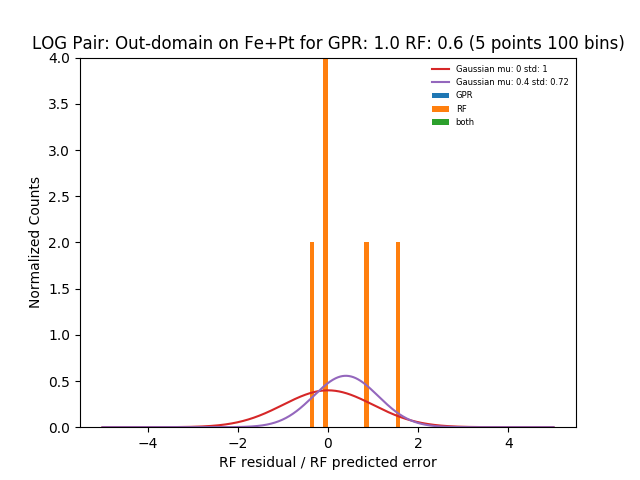 LOG Pair: Out-domain on Fe+Pt for GPR: 1.0 RF: 0.6 (5 points 100 bins)
Gaussian mu: 0 std: 1
Gaussian mu: 0.4 std: 0.72
GPR
RF
both
Normalized Counts
4.0
3.5
3.0
2.5
2.0
1.5
1.0
0.5
0.0
−4
−2
0
2
4
RF residual / RF predicted error